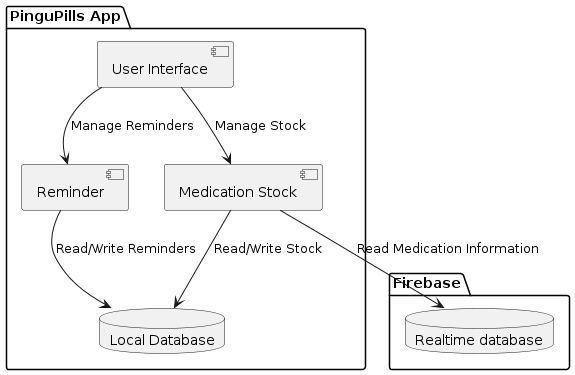 PinguPills App
User Interface
Manage Reminders
Manage Stock
Reminder
Medication Stock
Read/Write Reminders
Read/Write Stock
Read Medication Information
Firebase
Local Database
Realtime database